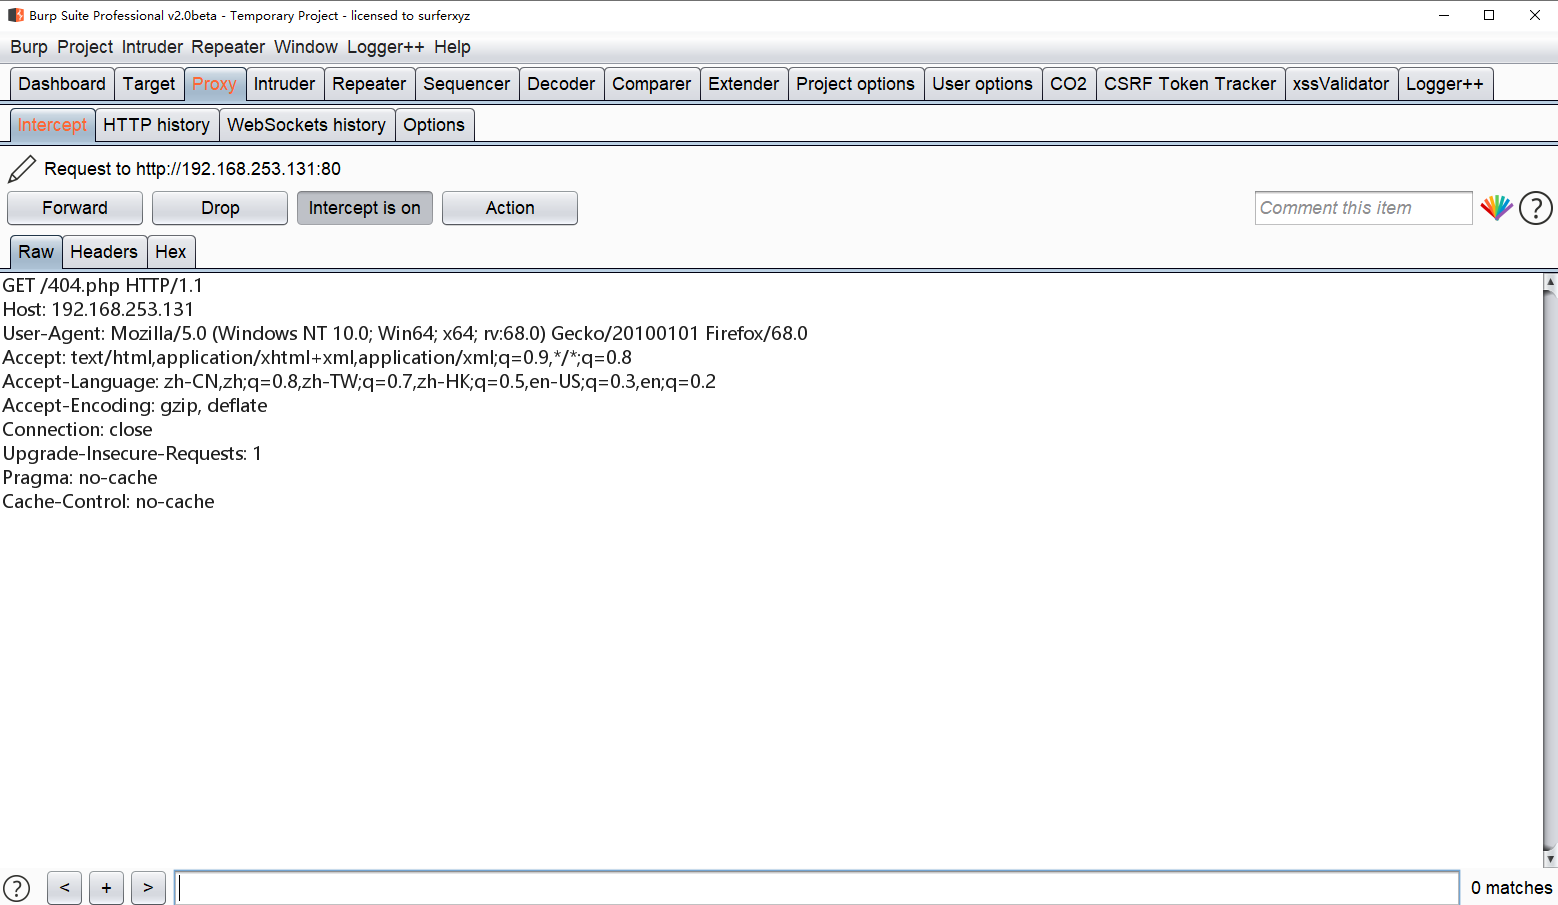 Burp Suite Professional v2.0beta - Temporary Project - licensed to surferxyz
Burp Project Intruder Repeater Window Logger++ Help
Dashboard Target Proxy Intruder Repeater Sequencer Decoder Comparer Extender Project options User options CO2 CSRF Token Tracker xssValidator Logger++
Intercept HTTP history WebSockets history Options
Request to http://192.168.253.131:80
Forward Drop Intercept is on Action Comment this item ?
Raw Headers Hex
GET /404.php HTTP/1.1
Host: 192.168.253.131
User-Agent: Mozilla/5.0 (Windows NT 10.0; Win64; x64; rv:68.0) Gecko/20100101 Firefox/68.0
Accept: text/html,application/xhtml+xml,application/xml;q=0.9,*/*;q=0.8
Accept-Language: zh-CN,zh;q=0.8,zh-TW;q=0.7,zh-HK;q=0.5,en-US;q=0.3,en;q=0.2
Accept-Encoding: gzip, deflate
Connection: close
Upgrade-Insecure-Requests: 1
Pragma: no-cache
Cache-Control: no-cache
? < + > 0 matches